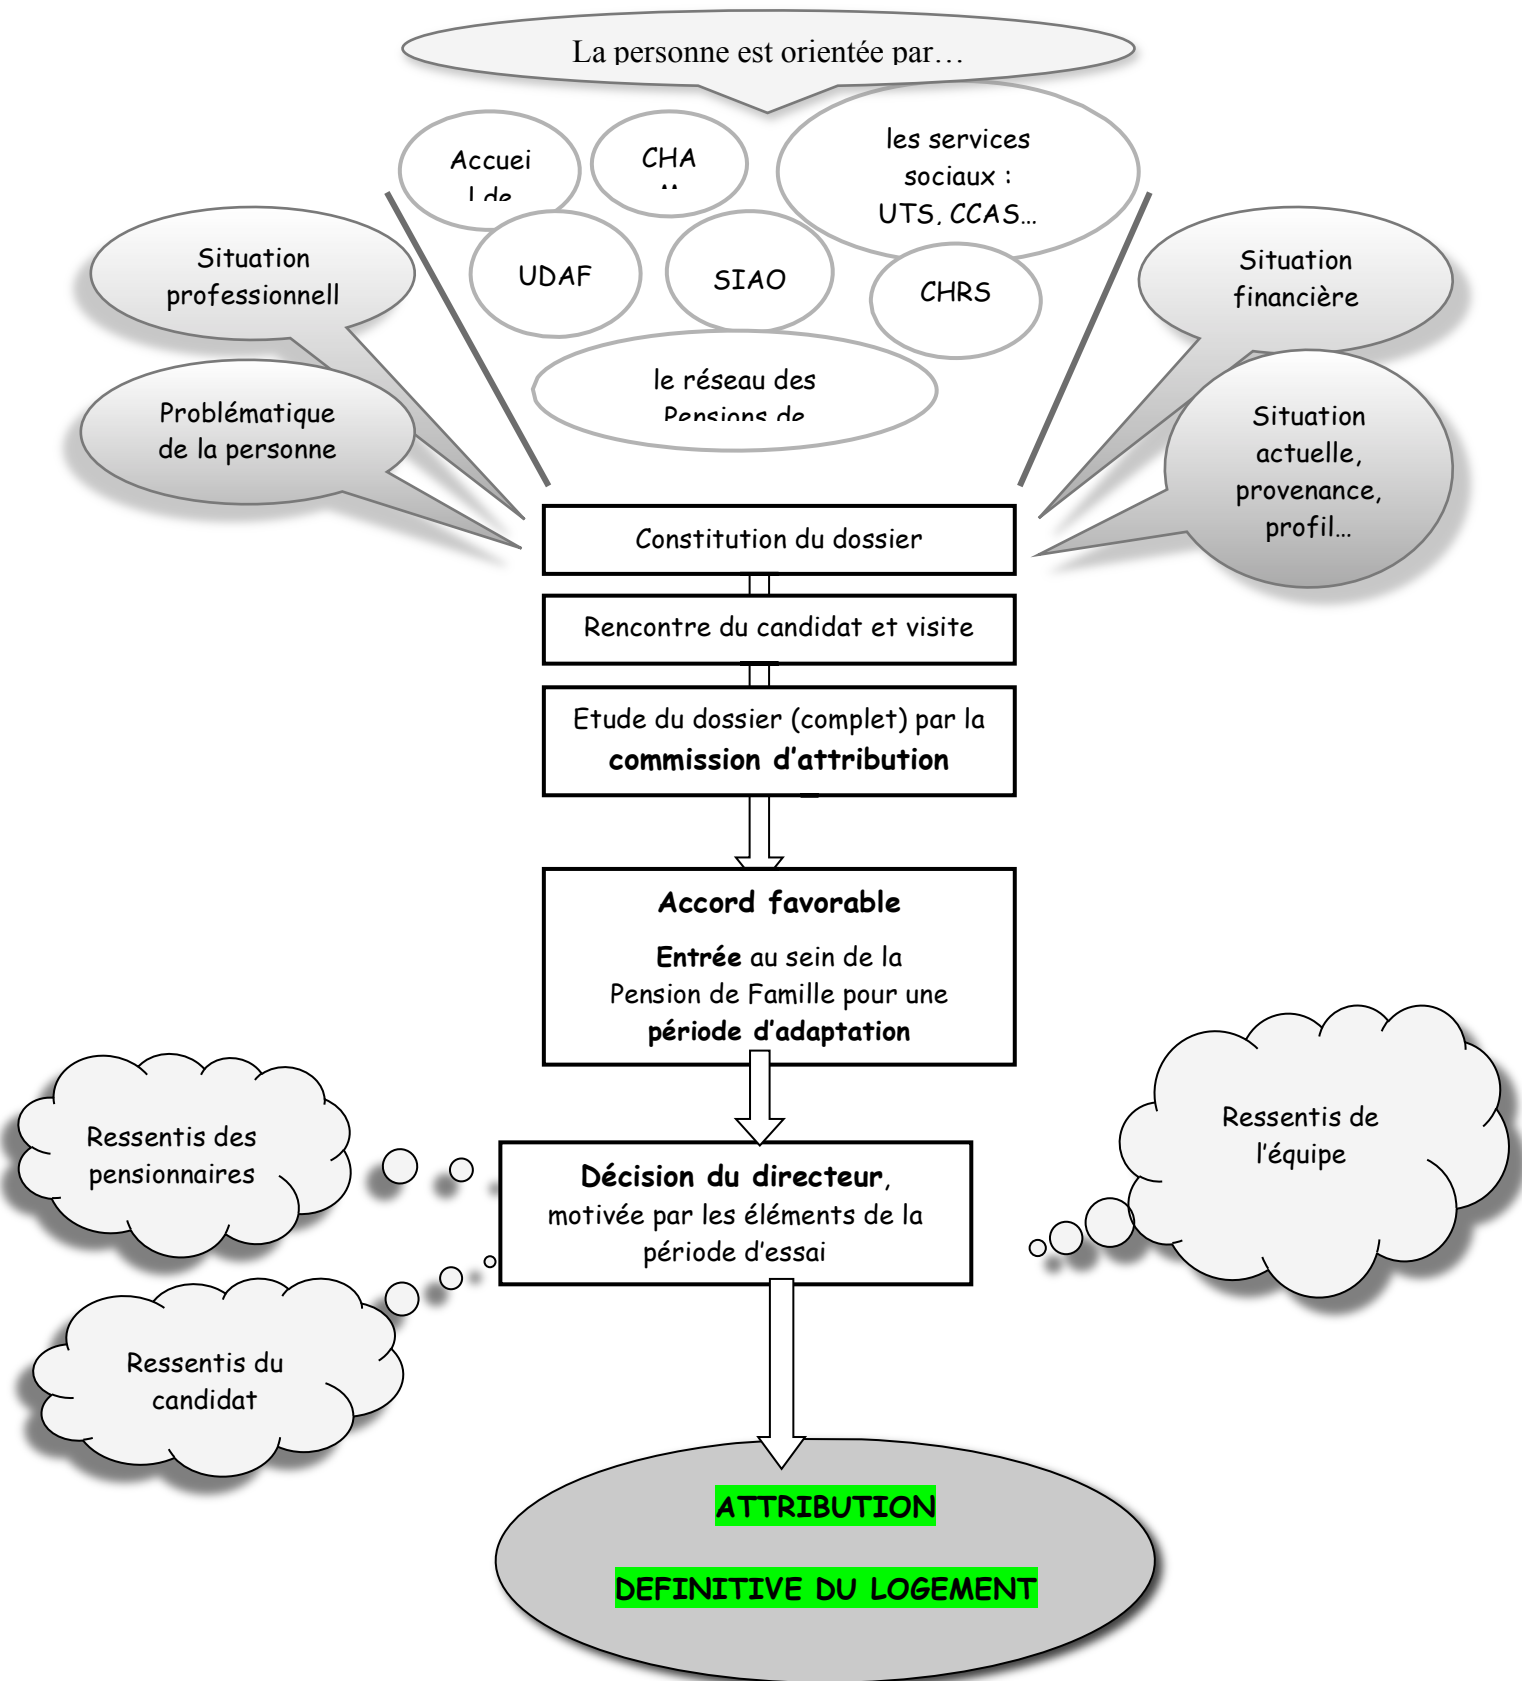 La personne est orientée par…
Accuei
l de
CHA
les services
sociaux :
UTS, CCAS…
UDAF
SIAO
CHRS
le réseau des
Pensions de
Situation
professionnell
Problématique
de la personne
Situation
financière
Situation
actuelle,
provenance,
profil…
Constitution du dossier
Rencontre du candidat et visite
Etude du dossier (complet) par la
commission d'attribution
Accord favorable
Entrée au sein de la
Pension de Famille pour une
période d'adaptation
Ressentis des
pensionnaires
Ressentis de
l'équipe
Décision du directeur,
motivée par les éléments de la
période d'essai
Ressentis du
candidat
ATTRIBUTION
DEFINITIVE DU LOGEMENT